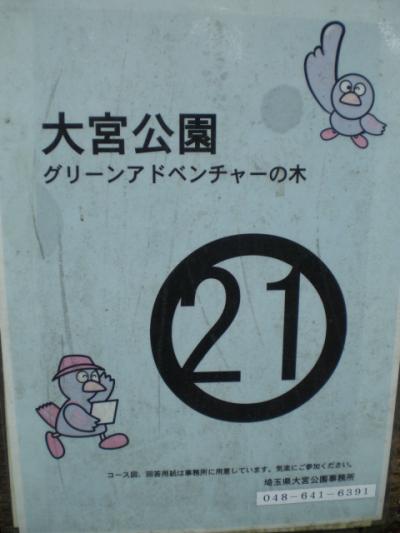 大宮公園
グリーンアドベンチャーの木
21
コース図、回答用紙は事務所に用意しています。気楽にご参加ください。
埼玉県大宮公園事務所
048-641-6391